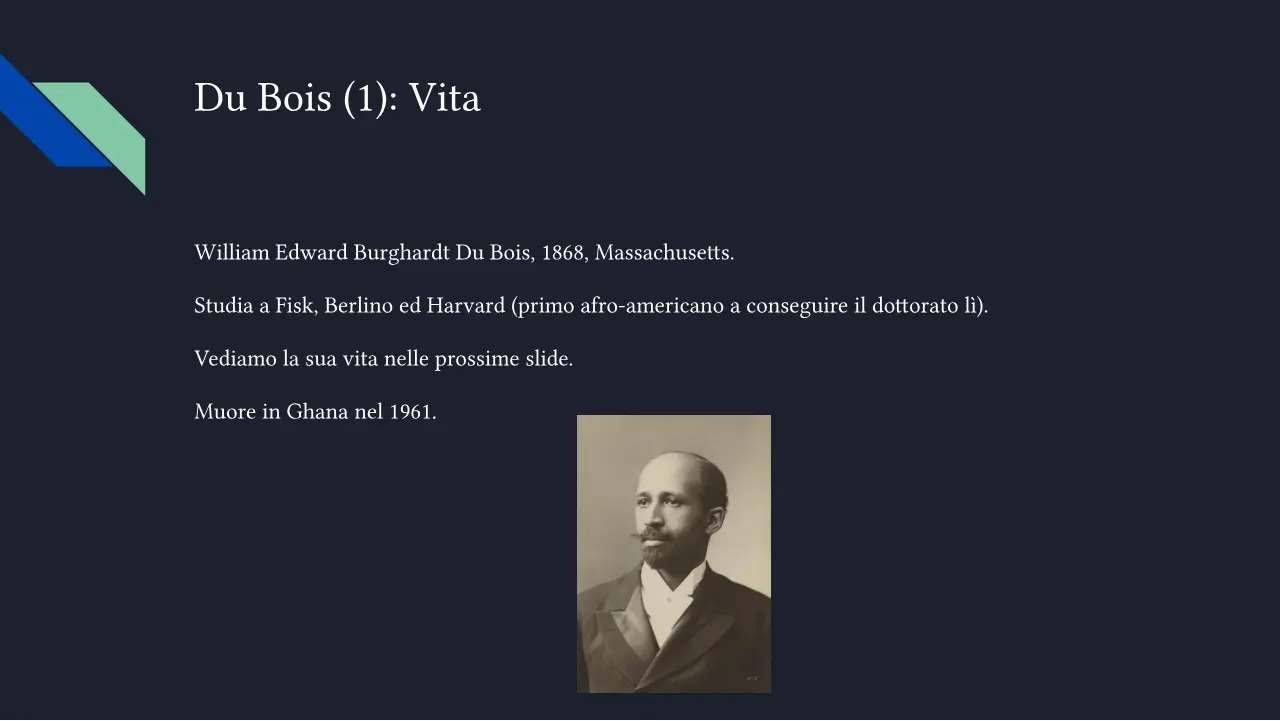 Du Bois (1): Vita
William Edward Burghardt Du Bois, 1868, Massachusetts.
Studia a Fisk, Berlino ed Harvard (primo afro-americano a conseguire il dottorato lì).
Vediamo la sua vita nelle prossime slide.
Muore in Ghana nel 1961.